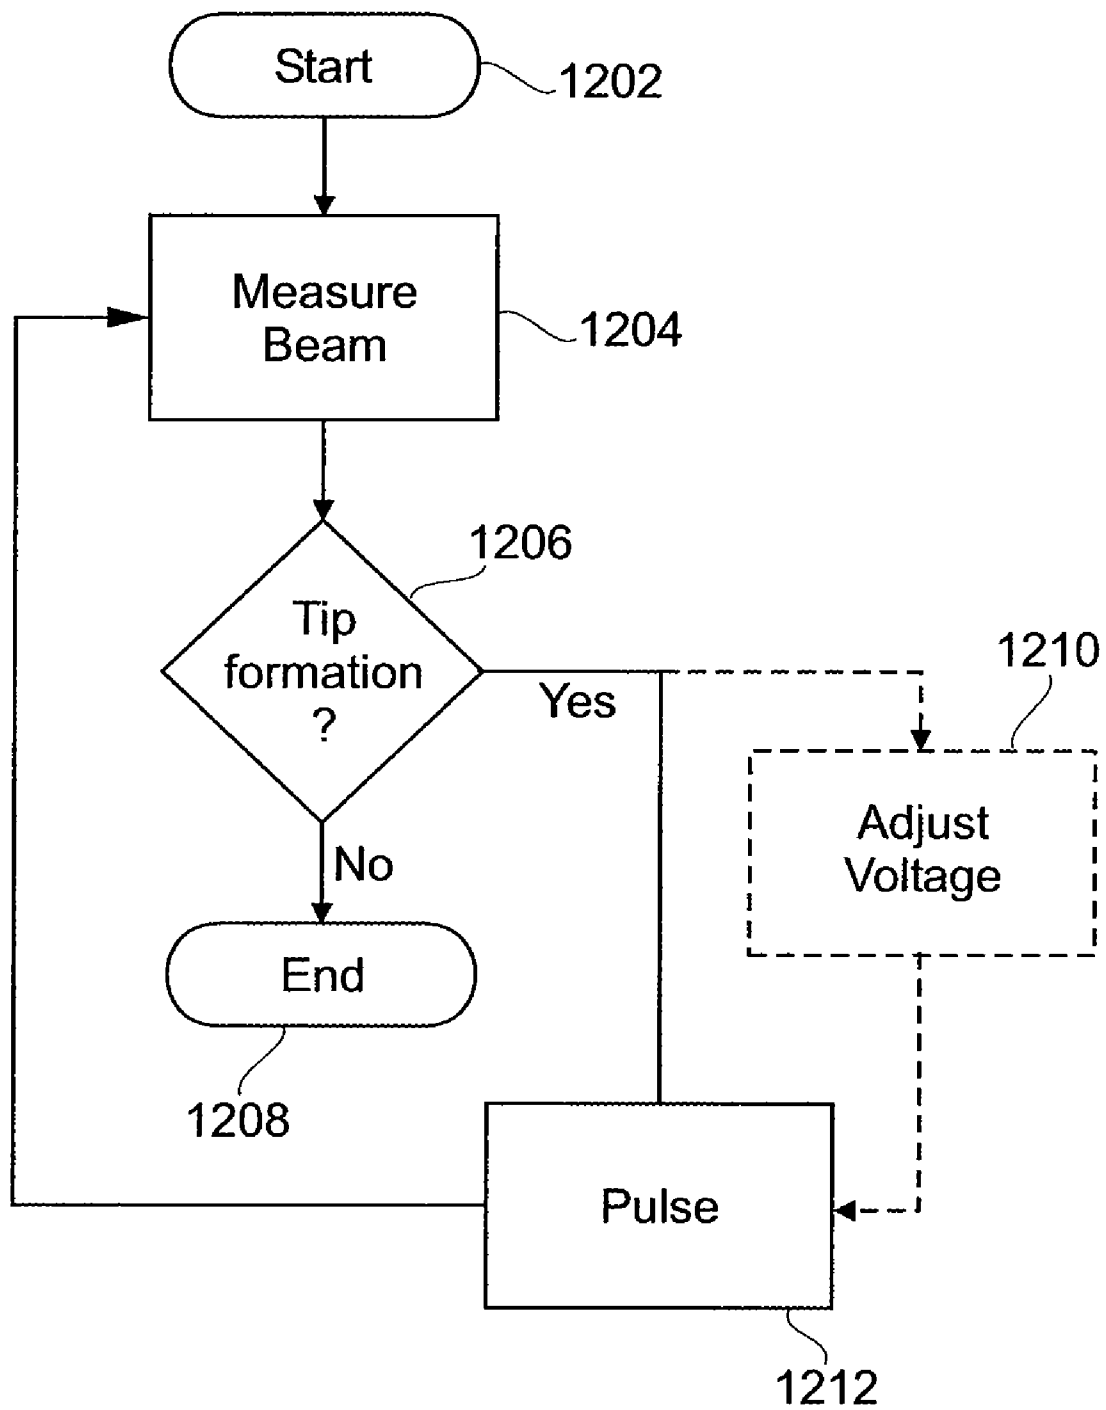 Start
1202
Measure
Beam
1204
1206
Tip
formation
?
Yes
No
1210
Adjust
Voltage
End
1208
Pulse
1212